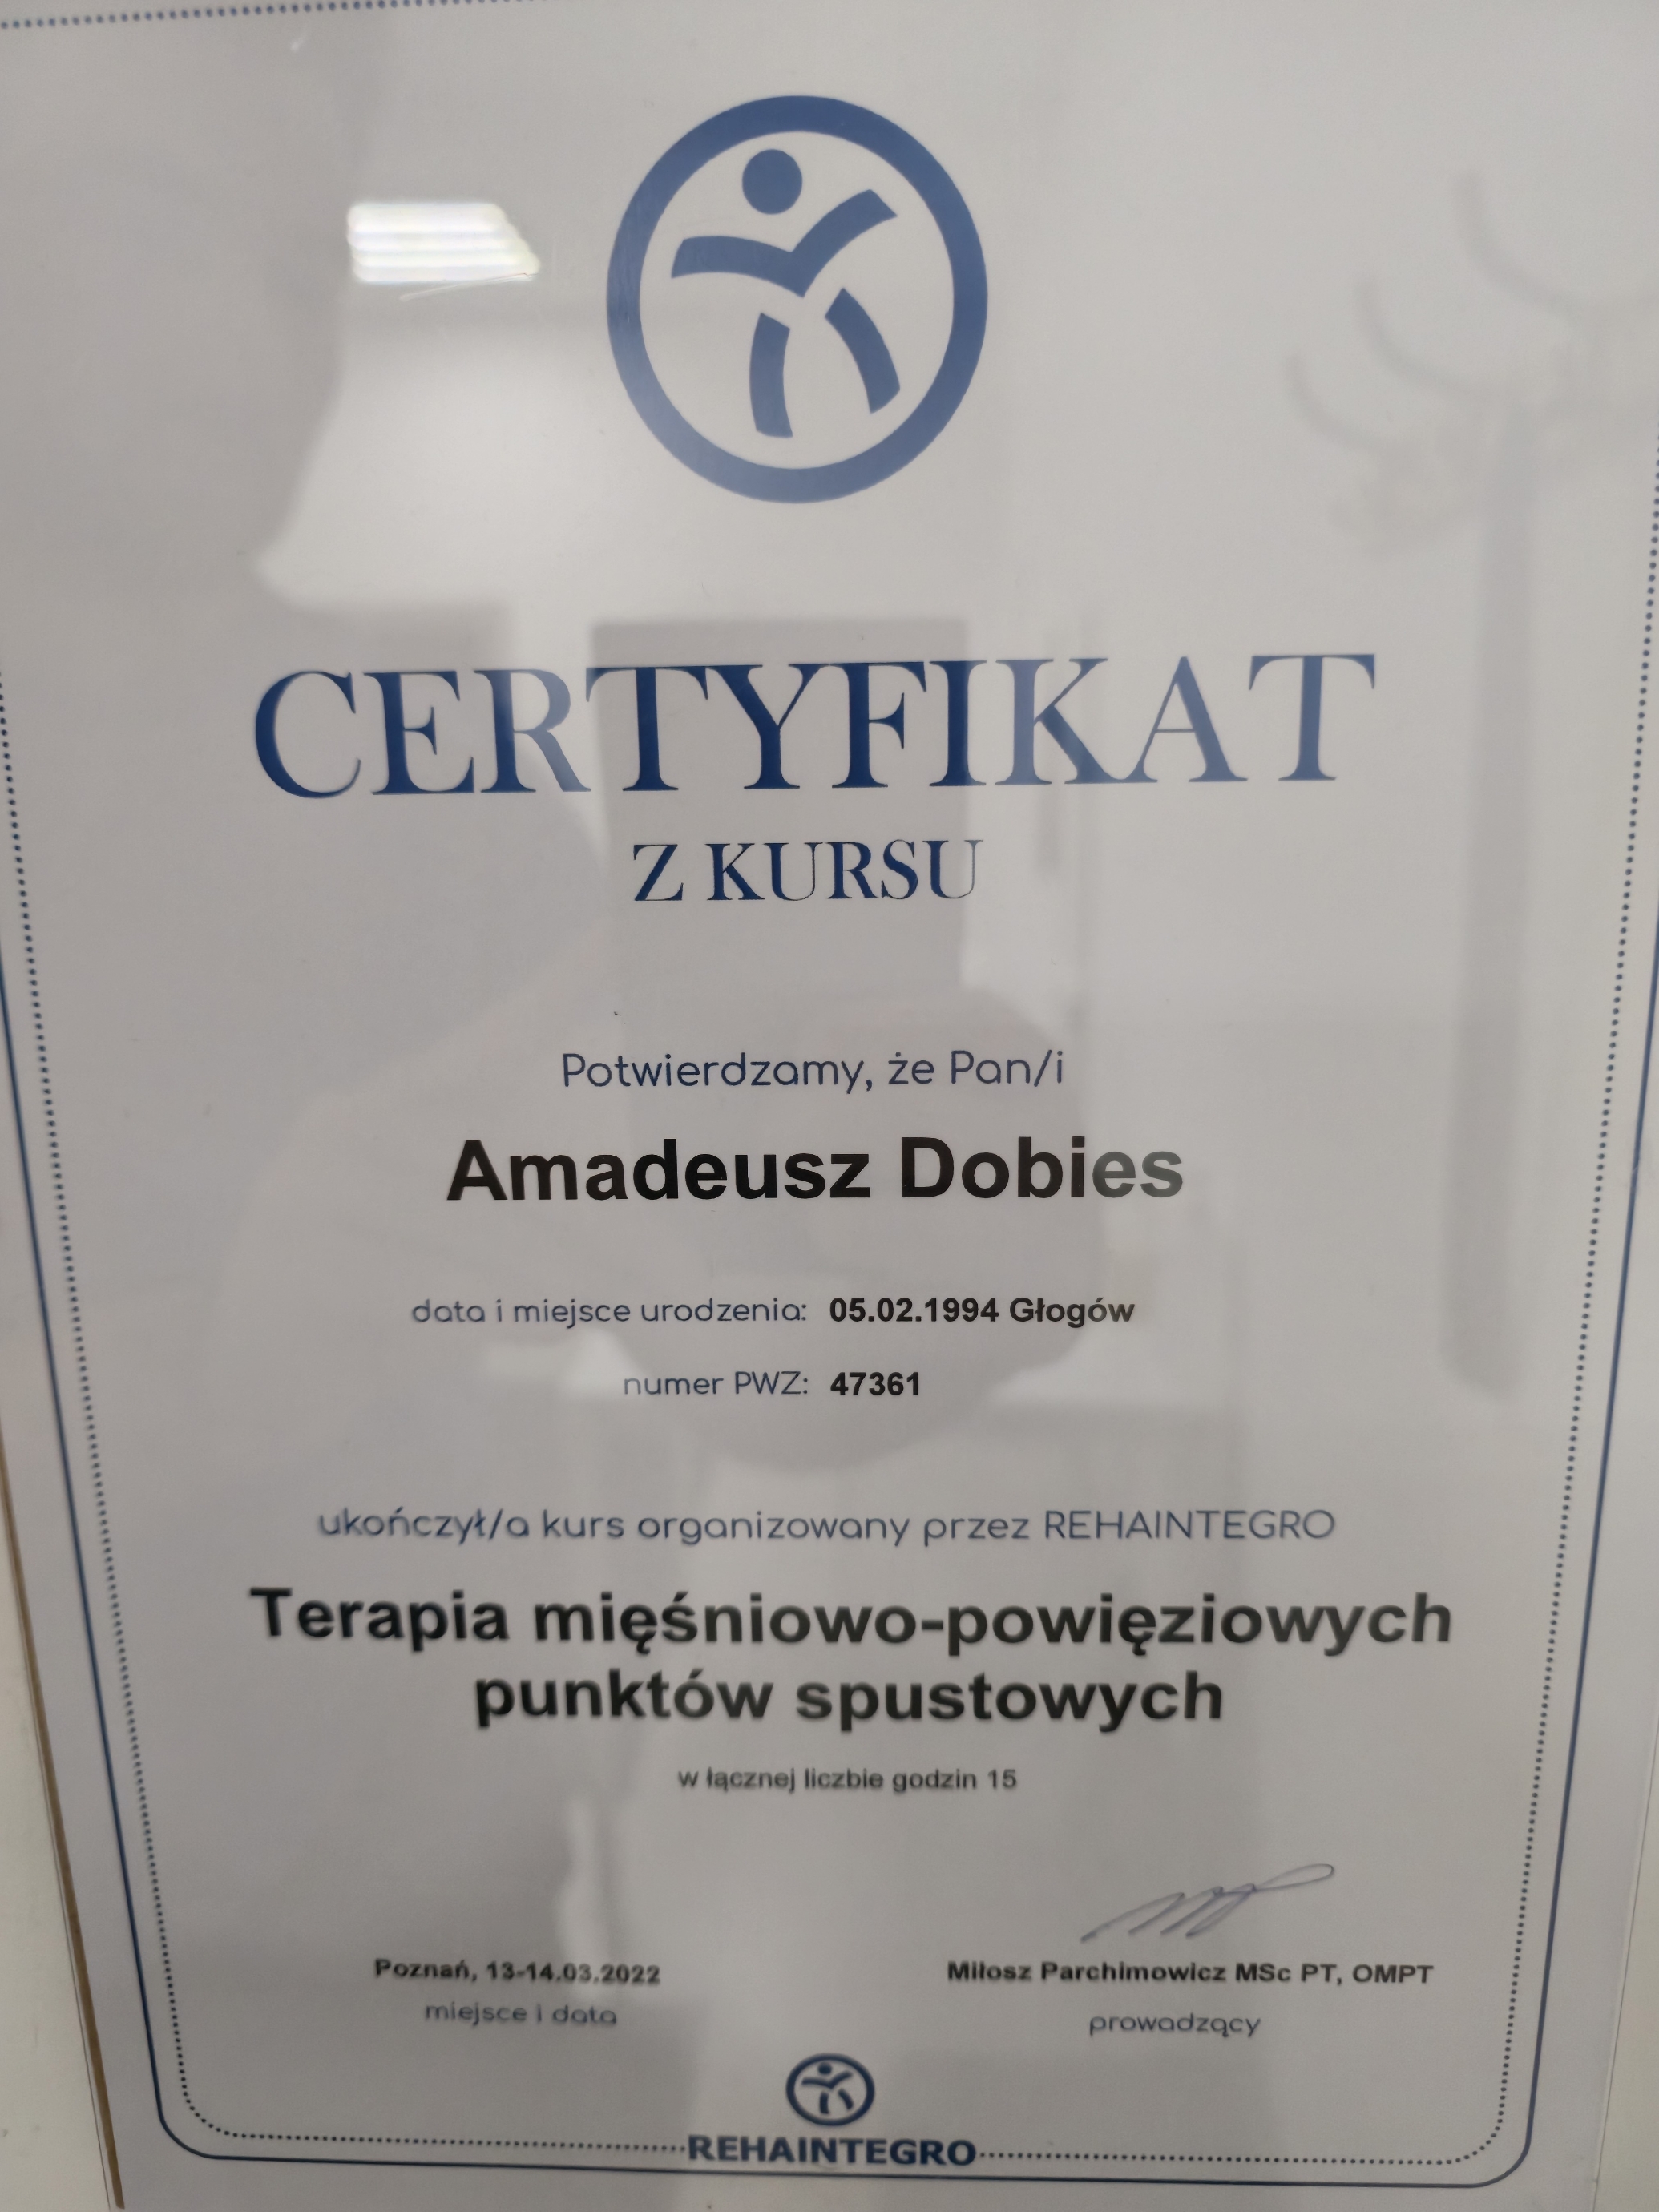 CERTYFIKAT
Z KURSU
Potwierdzamy, że Pan/i
Amadeusz Dobies
data i miejsce urodzenia: 05.02.1994 Głogów
numer PWZ: 47361
ukończył/a kurs organizowany przez REHAINTEGRO
Terapia mięśniowo-powięziowych
punktów spustowych
w łącznej liczbie godzin 15
Poznań, 13-14.03.2022
miejsce i data
Miłosz Parchimowicz MSc PT, OMPT
prowadzący
REHAINTEGRO